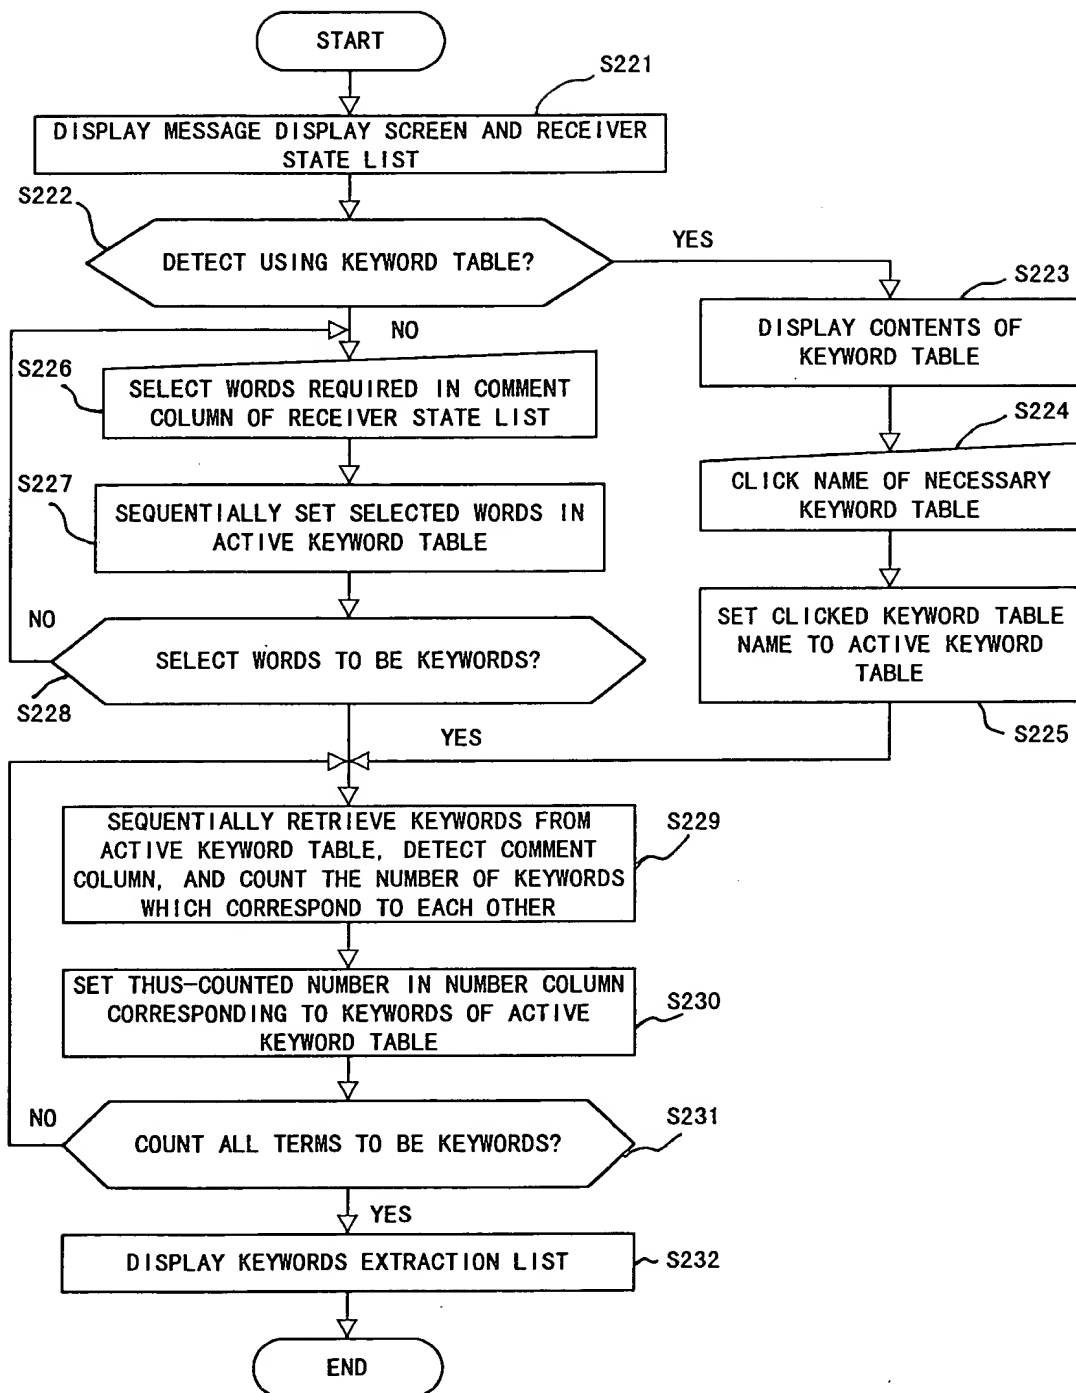 START
S221
DISPLAY MESSAGE DISPLAY SCREEN AND RECEIVER
STATE LIST
S222
DETECT USING KEYWORD TABLE?
YES
NO
S223
DISPLAY CONTENTS OF
KEYWORD TABLE
S226
SELECT WORDS REQUIRED IN COMMENT
COLUMN OF RECEIVER STATE LIST
S224
CLICK NAME OF NECESSARY
KEYWORD TABLE
S227
SEQUENTIALLY SET SELECTED WORDS IN
ACTIVE KEYWORD TABLE
SET CLICKED KEYWORD TABLE
NAME TO ACTIVE KEYWORD
TABLE
S225
NO
SELECT WORDS TO BE KEYWORDS?
S228
YES
SEQUENTIALLY RETRIEVE KEYWORDS FROM
ACTIVE KEYWORD TABLE, DETECT COMMENT
COLUMN, AND COUNT THE NUMBER OF KEYWORDS
WHICH CORRESPOND TO EACH OTHER
S229
SET THUS-COUNTED NUMBER IN NUMBER COLUMN
CORRESPONDING TO KEYWORDS OF ACTIVE
KEYWORD TABLE
S230
NO
COUNT ALL TERMS TO BE KEYWORDS?
S231
YES
DISPLAY KEYWORDS EXTRACTION LIST
S232
END